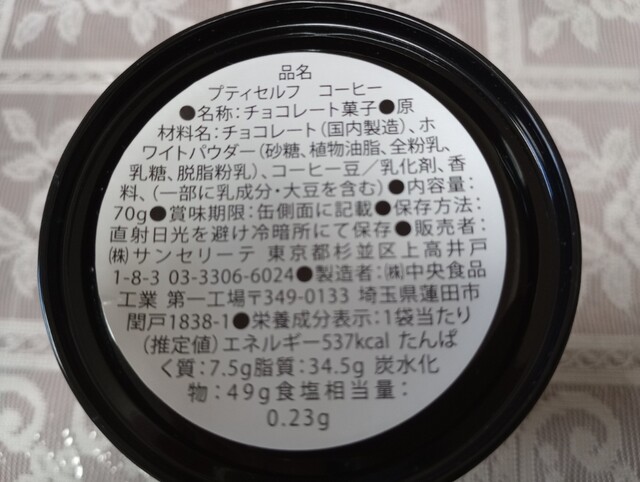 品名
プティセルフ　コーヒー
●名称：チョコレート菓子●原
材料名：チョコレート（国内製造）、ホ
ワイトパウダー（砂糖、植物油脂、全粉乳、
乳糖、脱脂粉乳）、コーヒー豆／乳化剤、香
料、（一部に乳成分・大豆を含む）●内容量：
70g●賞味期限：缶側面に記載●保存方法：
直射日光を避け冷暗所にて保存●販売者：
㈱サンセリーテ 東京都杉並区上高井戸
1-8-3 03-3306-6024●製造者：㈱中央食品
工業 第一工場〒349-0133 埼玉県蓮田市
閏戸1838-1●栄養成分表示：1袋当たり
(推定値)エネルギー537kcal たんぱ
く質：7.5g脂質：34.5g 炭水化
物：49g食塩相当量：
0.23g